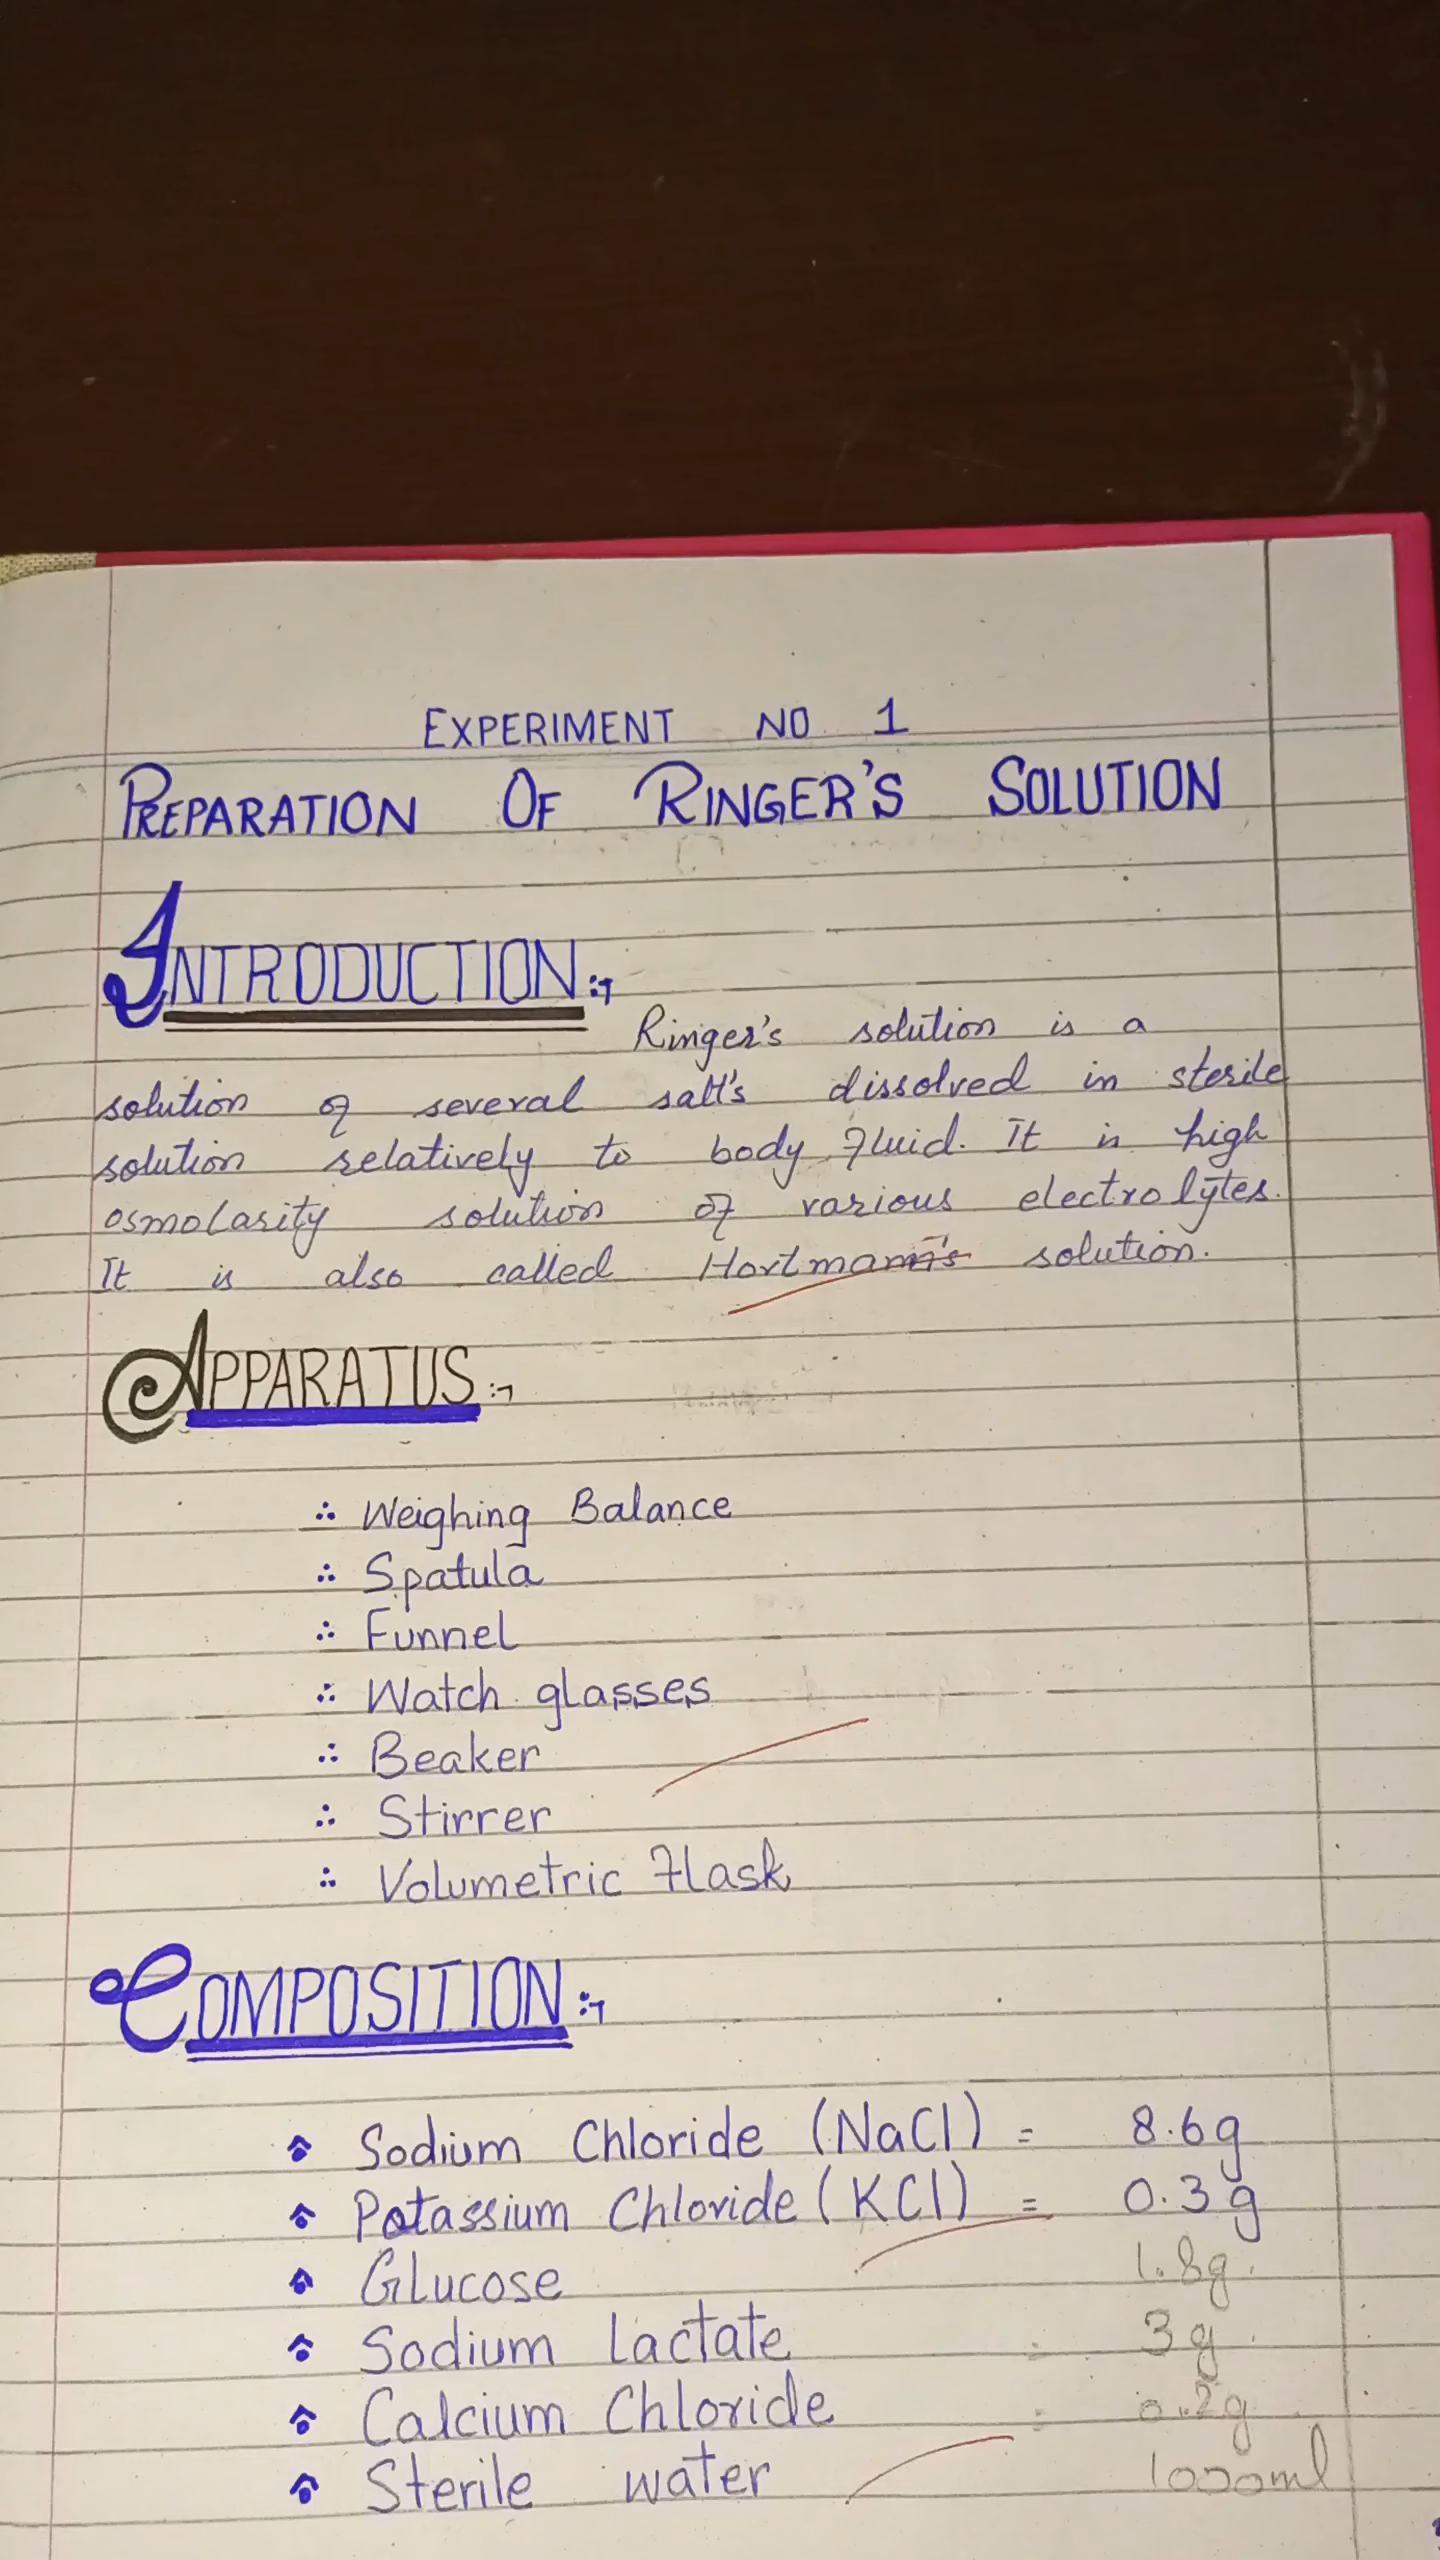 EXPERIMENT NO 1
PREPARATION OF RINGER'S SOLUTION
INTRODUCTION:-
Ringer's solution is a
solution of several salt's dissolved in sterile
solution relatively to body fluid. It is high
osmolarity solution of various electrolytes.
It is also called Hortmann's solution.
APPARATUS:-
∴ Weighing Balance
∴ Spatula
∴ Funnel
∴ Watch glasses
∴ Beaker
∴ Stirrer
∴ Volumetric Flask
COMPOSITION:-
Sodium Chloride (NaCl) = 8.6g
Potassium Chloride (KCl) = 0.3g
Glucose 1.8g.
Sodium Lactate = 3g.
Calcium Chloride = 0.2g
Sterile water 1000ml